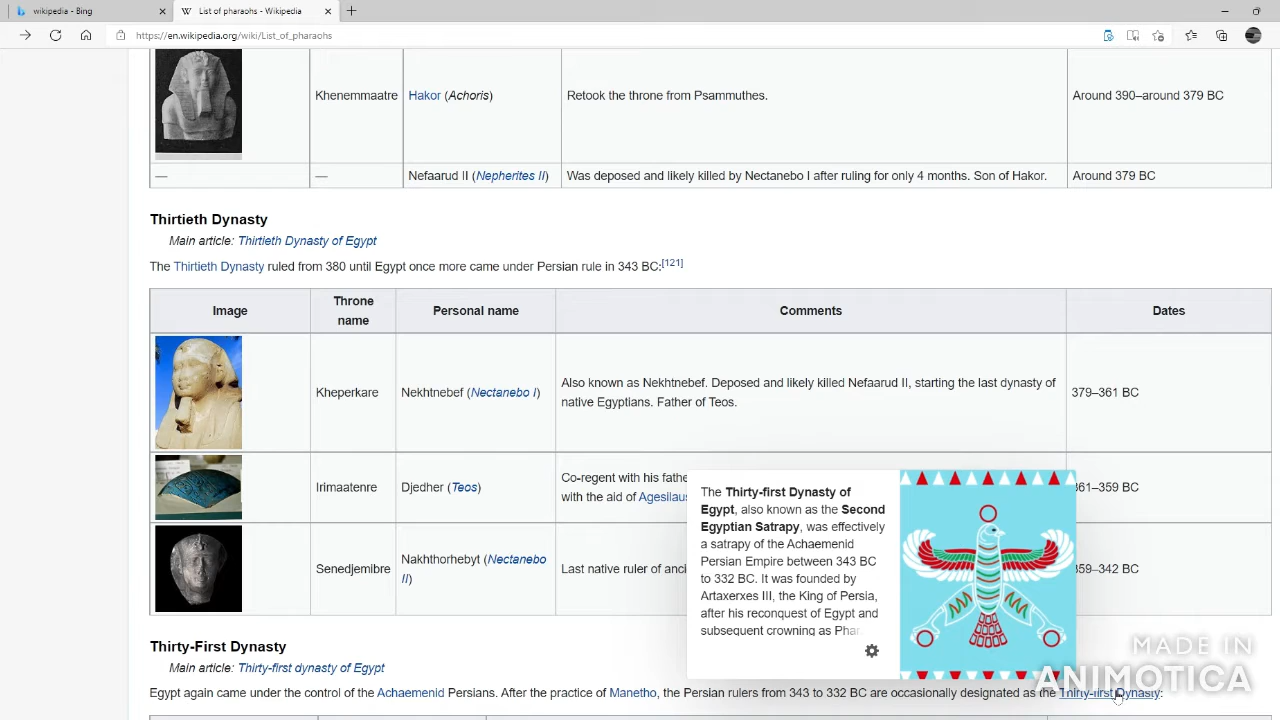 wikipedia - Bing
List of pharaohs - Wikipedia
https://en.wikipedia.org/wiki/List_of_pharaohs
Khenemmaatre
Hakor (Achoris)
Retook the throne from Psammuthes.
Around 390–around 379 BC
—
—
Nefaarud II (Nepherites II)
Was deposed and likely killed by Nectanebo I after ruling for only 4 months. Son of Hakor.
Around 379 BC
Thirtieth Dynasty
Main article: Thirtieth Dynasty of Egypt
The Thirtieth Dynasty ruled from 380 until Egypt once more came under Persian rule in 343 BC:[121]
Image
Throne
name
Personal name
Comments
Dates
Kheperkare
Nekhtnebef (Nectanebo I)
Also known as Nekhtnebef. Deposed and likely killed Nefaarud II, starting the last dynasty of
native Egyptians. Father of Teos.
379–361 BC
Irimaatenre
Djedher (Teos)
Co-regent with his fathe
with the aid of Agesilaus
361–359 BC
Senedjemibre
Nakhthorhebyt (Nectanebo
II)
Last native ruler of anci
359–342 BC
The Thirty-first Dynasty of
Egypt, also known as the Second
Egyptian Satrapy, was effectively
a satrapy of the Achaemenid
Persian Empire between 343 BC
to 332 BC. It was founded by
Artaxerxes III, the King of Persia,
after his reconquest of Egypt and
subsequent crowning as Phar
Thirty-First Dynasty
Main article: Thirty-first dynasty of Egypt
Egypt again came under the control of the Achaemenid Persians. After the practice of Manetho, the Persian rulers from 343 to 332 BC are occasionally designated as the Thirty-first Dynasty:
MADE IN
ANIMOTICA